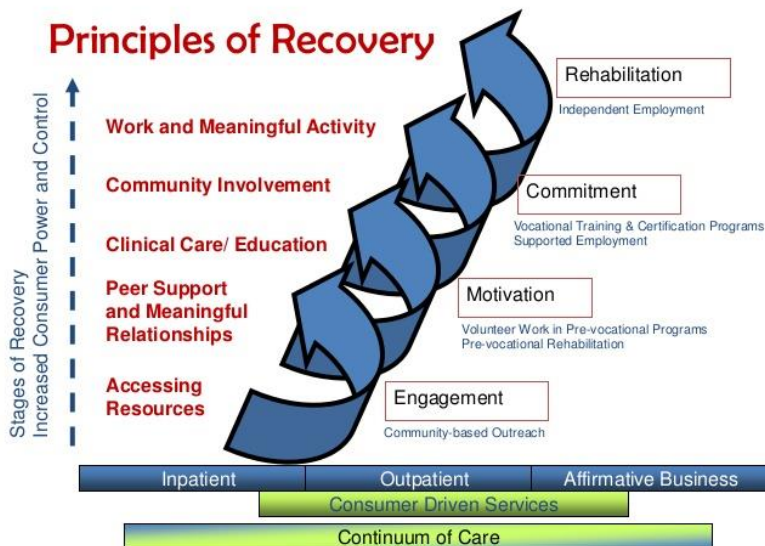 Principles of Recovery
Stages of Recovery
Increased Consumer Power and Control
Work and Meaningful Activity
Community Involvement
Clinical Care/ Education
Peer Support
and Meaningful
Relationships
Accessing
Resources
Rehabilitation
Independent Employment
Commitment
Vocational Training & Certification Programs
Supported Employment
Motivation
Volunteer Work in Pre-vocational Programs
Pre-vocational Rehabilitation
Engagement
Community-based Outreach
Inpatient
Outpatient
Affirmative Business
Consumer Driven Services
Continuum of Care